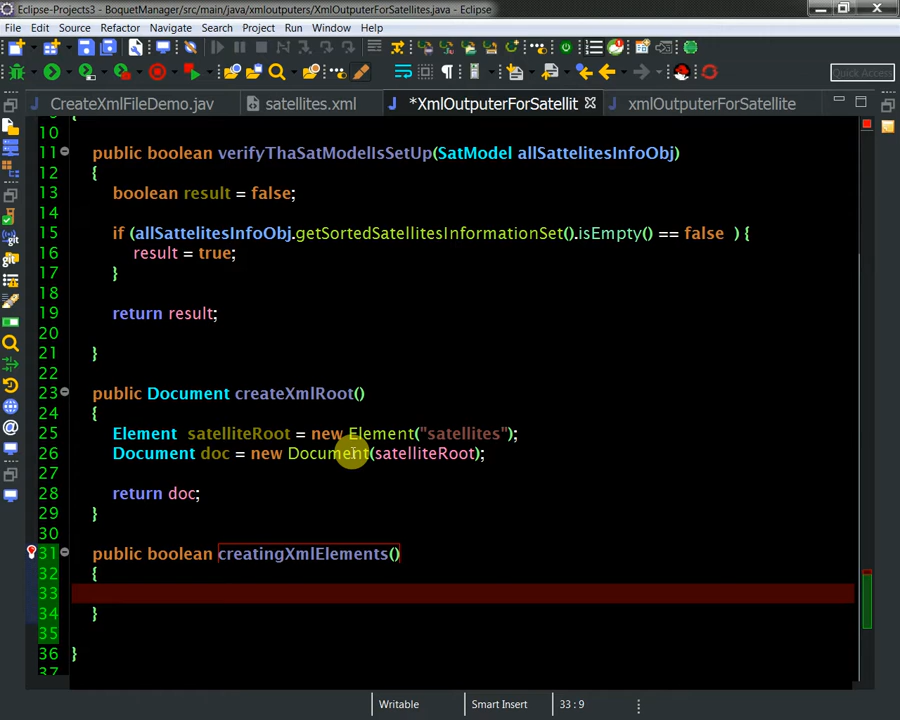 Eclipse-Projects3 - BoquetManager/src/main/java/xmloutputers/XmlOutputerForSatellites.java - Eclipse
File Edit Source Refactor Navigate Search Project Run Window Help
Quick Access
CreateXmlFileDemo.jav satellites.xml *XmlOutputerForSatellit xmlOutputerForSatellite
10
11 public boolean verifyThaSatModelIsSetUp(SatModel allSattelitesInfoObj)
12 {
13 boolean result = false;
14
15 if (allSattelitesInfoObj.getSortedSatellitesInformationSet().isEmpty() == false ) {
16 result = true;
17 }
18
19 return result;
20
21 }
22
23 public Document createXmlRoot()
24 {
25 Element satelliteRoot = new Element("satellites");
26 Document doc = new Document(satelliteRoot);
27
28 return doc;
29 }
30
31 public boolean creatingXmlElements()
32 {
33
34 }
35
36 }
37
Writable Smart Insert 33 : 9